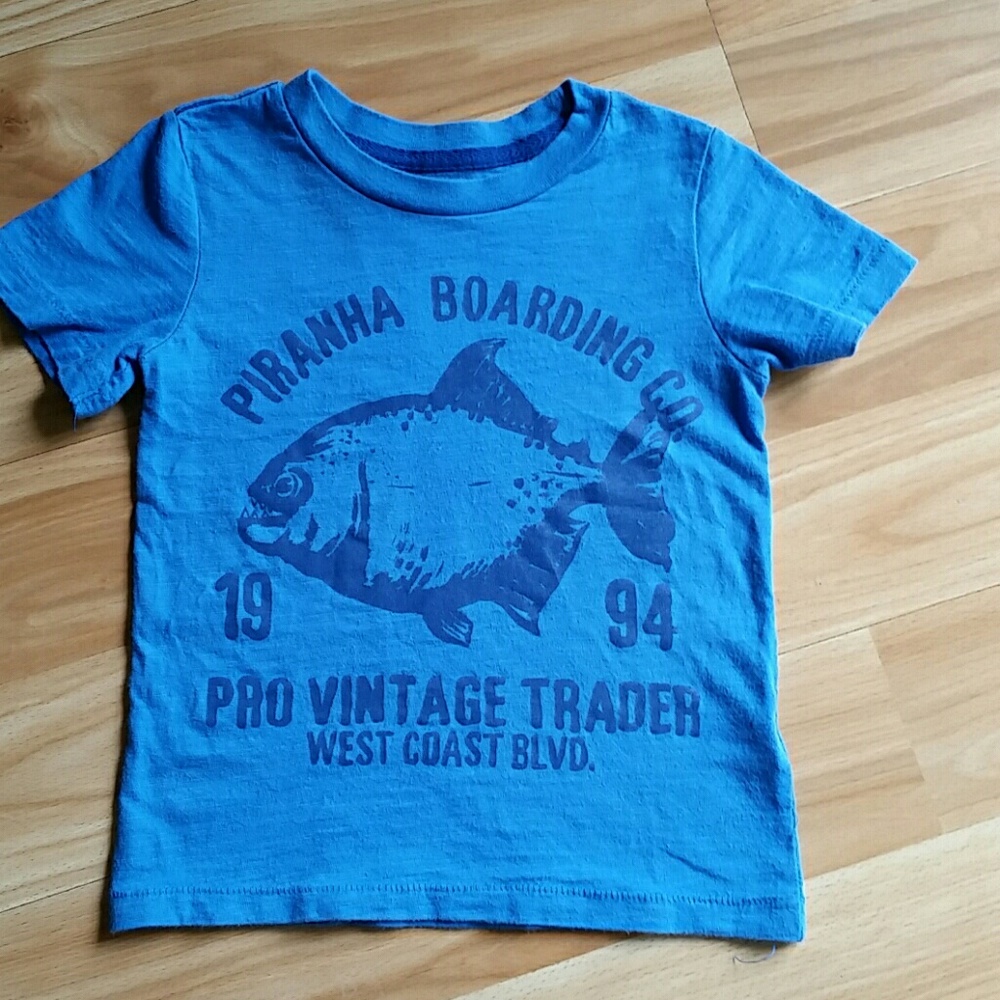 PIRANHA BOARDING CO.
19 94
PRO VINTAGE TRADER
WEST COAST BLVD.